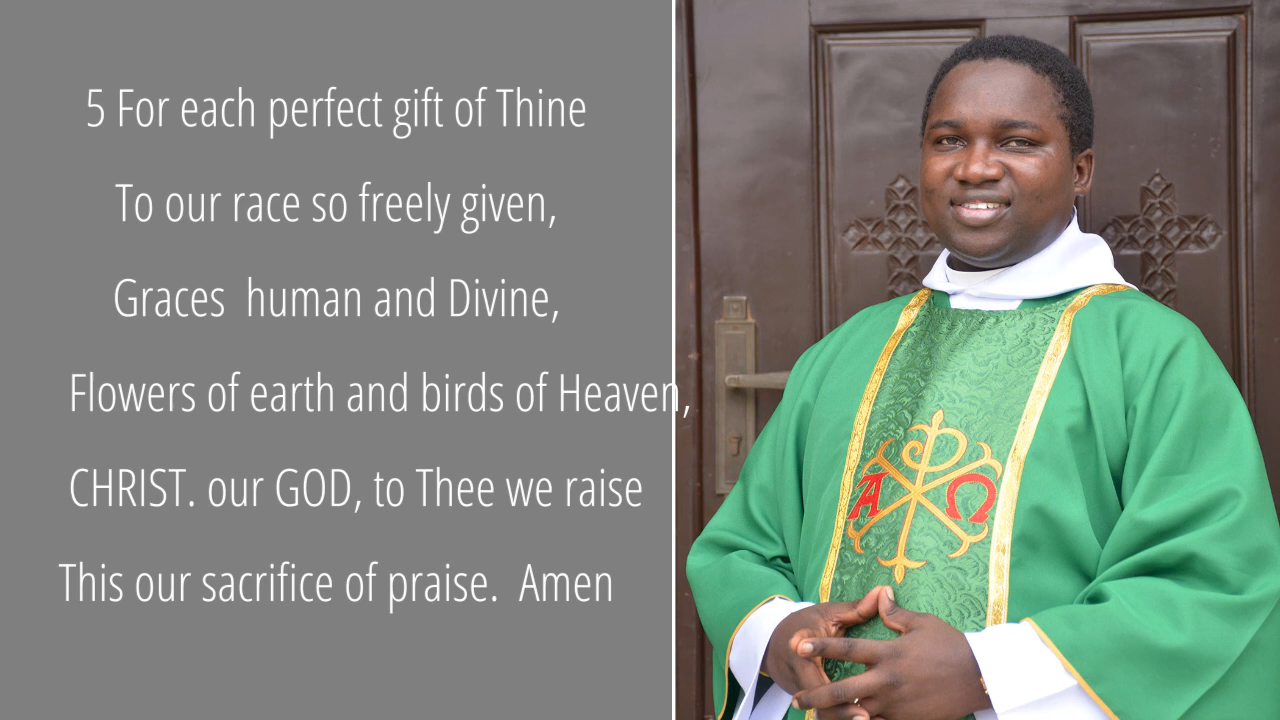 5 For each perfect gift of Thine
To our race so freely given,
Graces  human and Divine,
Flowers of earth and birds of Heaven,
CHRIST. our GOD, to Thee we raise
This our sacrifice of praise.  Amen
Α Ω